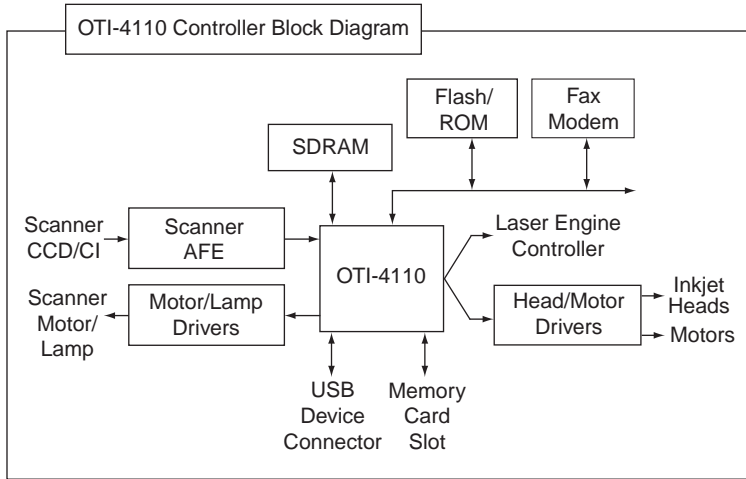 OTI-4110 Controller Block Diagram
Flash/
ROM
Fax
Modem
SDRAM
Scanner
CCD/CI
Scanner
AFE
OTI-4110
Laser Engine
Controller
Scanner
Motor/
Lamp
Motor/Lamp
Drivers
Head/Motor
Drivers
Inkjet
Heads
Motors
USB
Device
Connector
Memory
Card
Slot